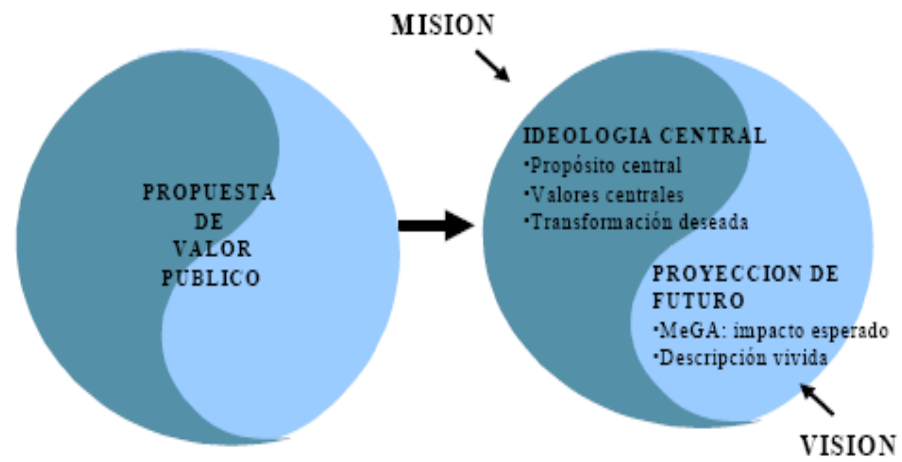 MISION
PROPUESTA
DE
VALOR
PUBLICO
IDEOLOGIA CENTRAL
•Propósito central
•Valores centrales
•Transformación deseada
PROYECCION DE
FUTURO
•MeGA: impacto esperado
•Descripción vivida
VISION